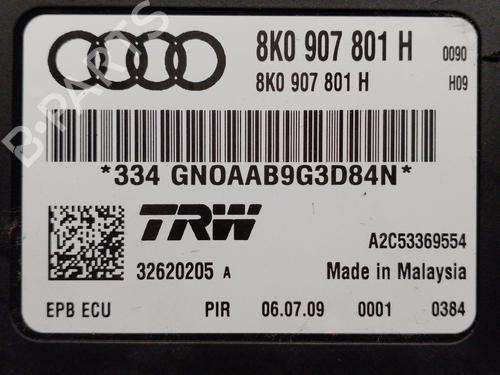 8K0 907 801 H 0090
8K0 907 801 H H09
*334 GNOAAB9G3D84N*
TRW
A2C53369554
32620205 A
Made in Malaysia
EPB ECU PIR 06.07.09 0001 0384
B-PARTS